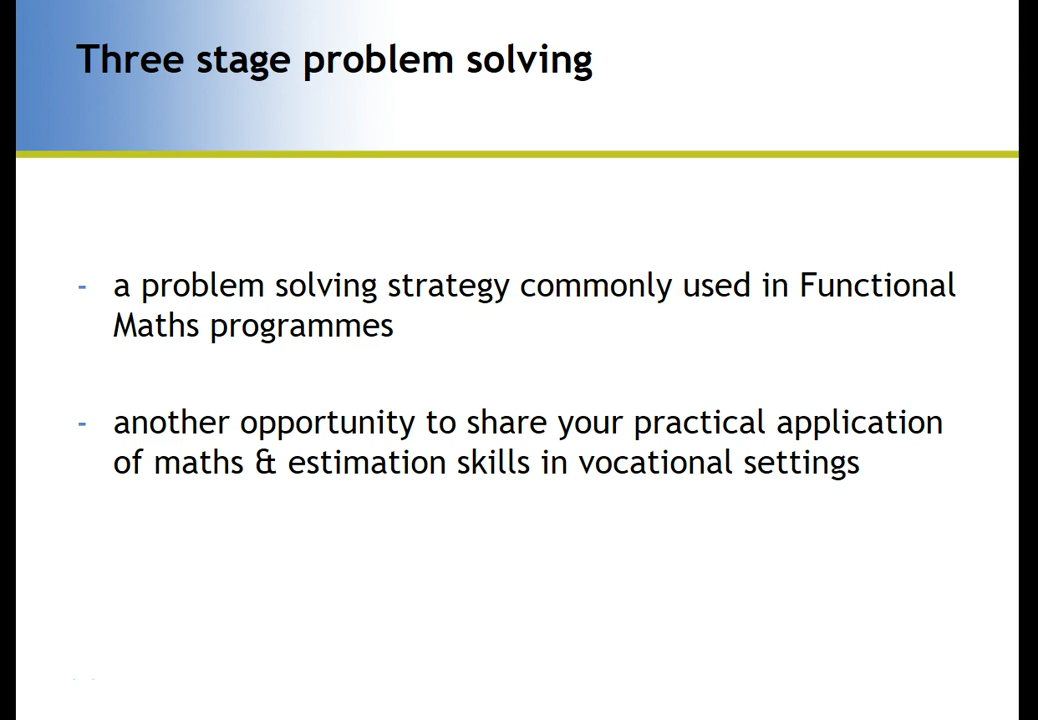 Three stage problem solving
- a problem solving strategy commonly used in Functional
Maths programmes
- another opportunity to share your practical application
of maths & estimation skills in vocational settings